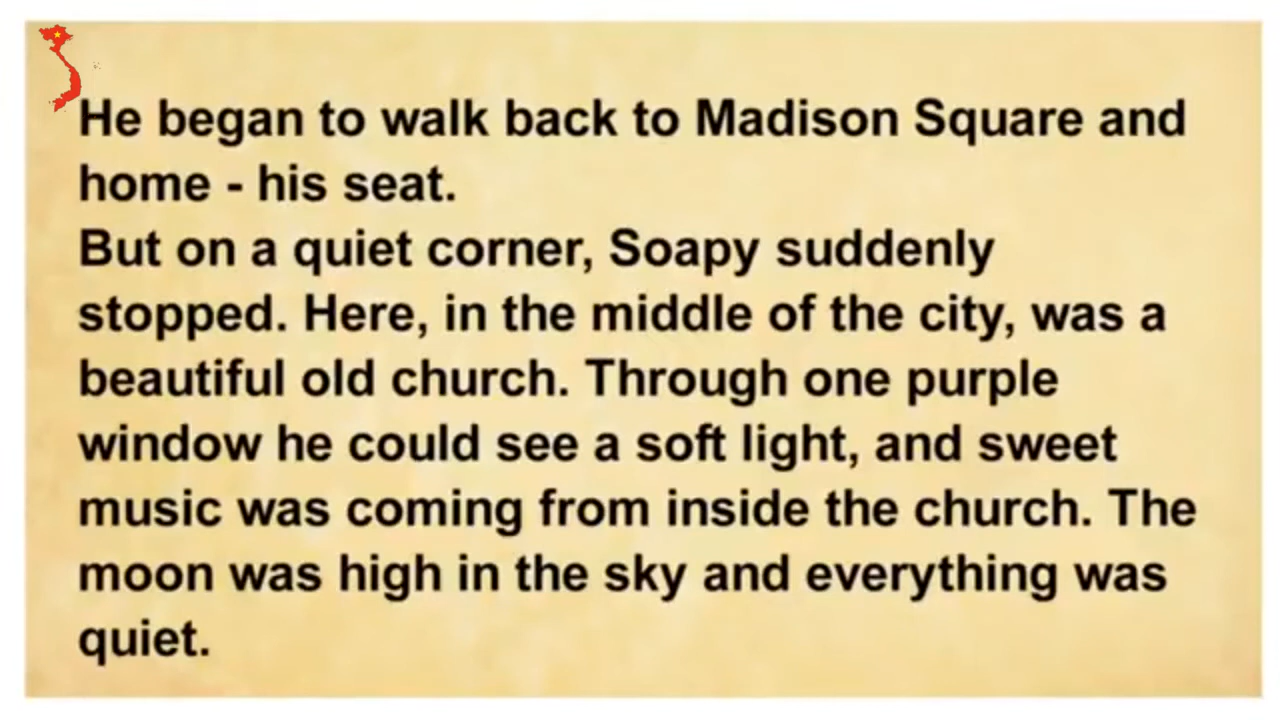 He began to walk back to Madison Square and
home - his seat.
But on a quiet corner, Soapy suddenly
stopped. Here, in the middle of the city, was a
beautiful old church. Through one purple
window he could see a soft light, and sweet
music was coming from inside the church. The
moon was high in the sky and everything was
quiet.